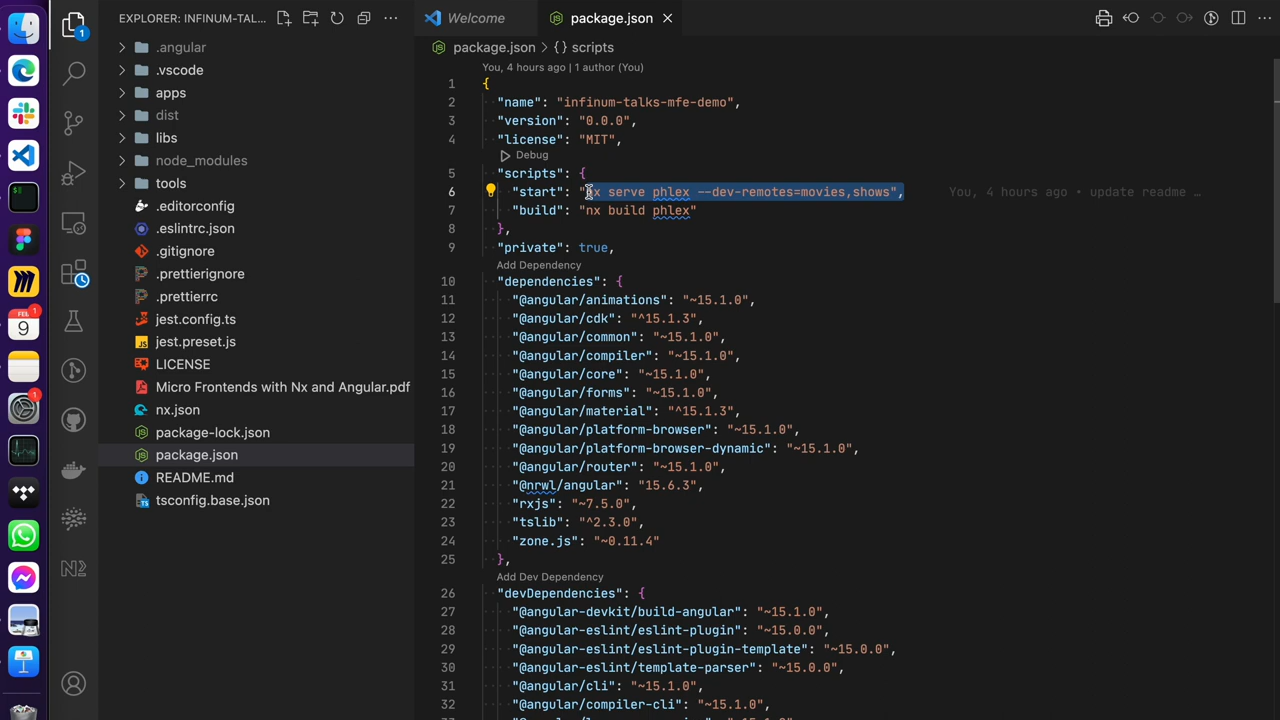 EXPLORER: INFINUM-TAL...
Welcome
package.json
package.json > {} scripts
You, 4 hours ago | 1 author (You)
.angular
.vscode
apps
dist
libs
node_modules
tools
.editorconfig
.eslintrc.json
.gitignore
.prettierignore
.prettierrc
jest.config.ts
jest.preset.js
LICENSE
Micro Frontends with Nx and Angular.pdf
nx.json
package-lock.json
package.json
README.md
tsconfig.base.json
1 {
2 "name": "infinum-talks-mfe-demo",
3 "version": "0.0.0",
4 "license": "MIT",
Debug
5 "scripts": {
6 "start": "nx serve phlex --dev-remotes=movies,shows", You, 4 hours ago • update readme …
7 "build": "nx build phlex"
8 },
9 "private": true,
Add Dependency
10 "dependencies": {
11 "@angular/animations": "~15.1.0",
12 "@angular/cdk": "^15.1.3",
13 "@angular/common": "~15.1.0",
14 "@angular/compiler": "~15.1.0",
15 "@angular/core": "~15.1.0",
16 "@angular/forms": "~15.1.0",
17 "@angular/material": "^15.1.3",
18 "@angular/platform-browser": "~15.1.0",
19 "@angular/platform-browser-dynamic": "~15.1.0",
20 "@angular/router": "~15.1.0",
21 "@nrwl/angular": "15.6.3",
22 "rxjs": "~7.5.0",
23 "tslib": "^2.3.0",
24 "zone.js": "~0.11.4"
25 },
Add Dev Dependency
26 "devDependencies": {
27 "@angular-devkit/build-angular": "~15.1.0",
28 "@angular-eslint/eslint-plugin": "~15.0.0",
29 "@angular-eslint/eslint-plugin-template": "~15.0.0",
30 "@angular-eslint/template-parser": "~15.0.0",
31 "@angular/cli": "~15.1.0",
32 "@angular/compiler-cli": "~15.1.0",